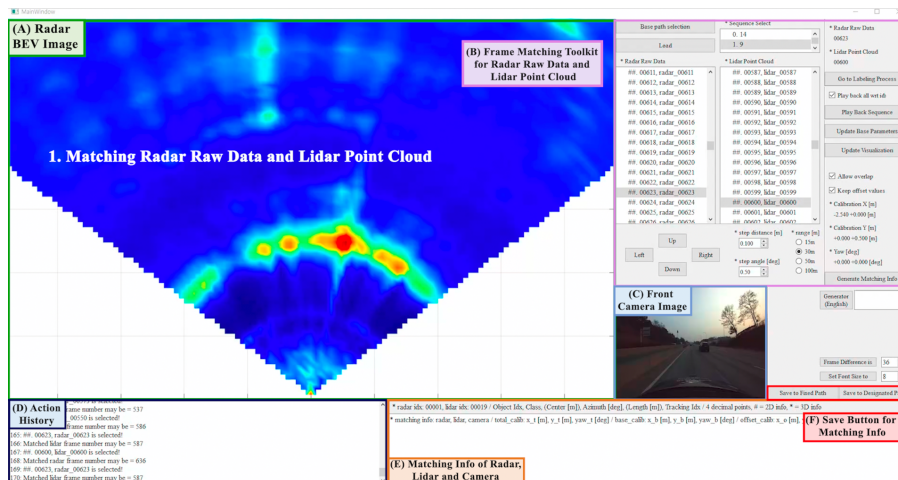 MainWindow
(A) Radar
BEV Image
(B) Frame Matching Toolkit
for Radar Raw Data and
Lidar Point Cloud
1. Matching Radar Raw Data and Lidar Point Cloud
Base path selection
Load
* Sequence Select
0. 14
1. 9
* Radar Raw Data
##. 00611, radar_00611
##. 00612, radar_00612
##. 00613, radar_00613
##. 00614, radar_00614
##. 00615, radar_00615
##. 00616, radar_00616
##. 00617, radar_00617
##. 00618, radar_00618
##. 00619, radar_00619
##. 00620, radar_00620
##. 00621, radar_00621
##. 00622, radar_00622
##. 00623, radar_00623
##. 00624, radar_00624
##. 00625, radar_00625
##. 00626, radar_00626
* Lidar Point Cloud
##. 00587, lidar_00587
##. 00588, lidar_00588
##. 00589, lidar_00589
##. 00590, lidar_00590
##. 00591, lidar_00591
##. 00592, lidar_00592
##. 00593, lidar_00593
##. 00594, lidar_00594
##. 00595, lidar_00595
##. 00596, lidar_00596
##. 00597, lidar_00597
##. 00598, lidar_00598
##. 00599, lidar_00599
##. 00600, lidar_00600
##. 00601, lidar_00601
##. 00602, lidar_00602
Up
Left
Right
Down
* step distance [m]
0.100
* step angle [deg]
0.50
* range [m]
15m
30m
50m
100m
* Radar Raw Data
00623
* Lidar Point Cloud
00600
Go to Labeling Process
Play back all wrt idx
Play Back Sequence
Update Base Parameters
Update Visualization
Allow overlap
Keep offset values
* Calibration X [m]
-2.540 +0.000 [m]
* Calibration Y [m]
+0.000 +0.300 [m]
* Yaw [deg]
+0.000 +0.000 [deg]
Generate Matching Info
(C) Front
Camera Image
Generater
(English)
Frame Difference is
36
Set Font Size to
8
Save to Fixed Path
Save to Designated P
(D) Action
History
is selected!
frame number may be = 537
00550 is selected!
frame number may be = 586
165: ##. 00623, radar_00623 is selected!
166: Matched lidar frame number may be = 587
167: ##. 00600, lidar_00600 is selected!
168: Matched radar frame number may be = 636
169: ##. 00623, radar_00623 is selected!
170: Matched lidar frame number may be = 587
* radar idx: 00001, lidar idx: 00019 / Object Idx, Class, (Center [m]), Azimuth [deg], (Length [m]), Tracking Idx / 4 decimal points, # = 2D info, * = 3D info
* matching info: radar, lidar, camera / total_calib: x_t [m], y_t [m], yaw_t [deg] / base_calib: x_b [m], y_b [m], yaw_b [deg] / offset_calib: x_o [m], y_
(F) Save Button for
Matching Info
(E) Matching Info of Radar,
Lidar and Camera